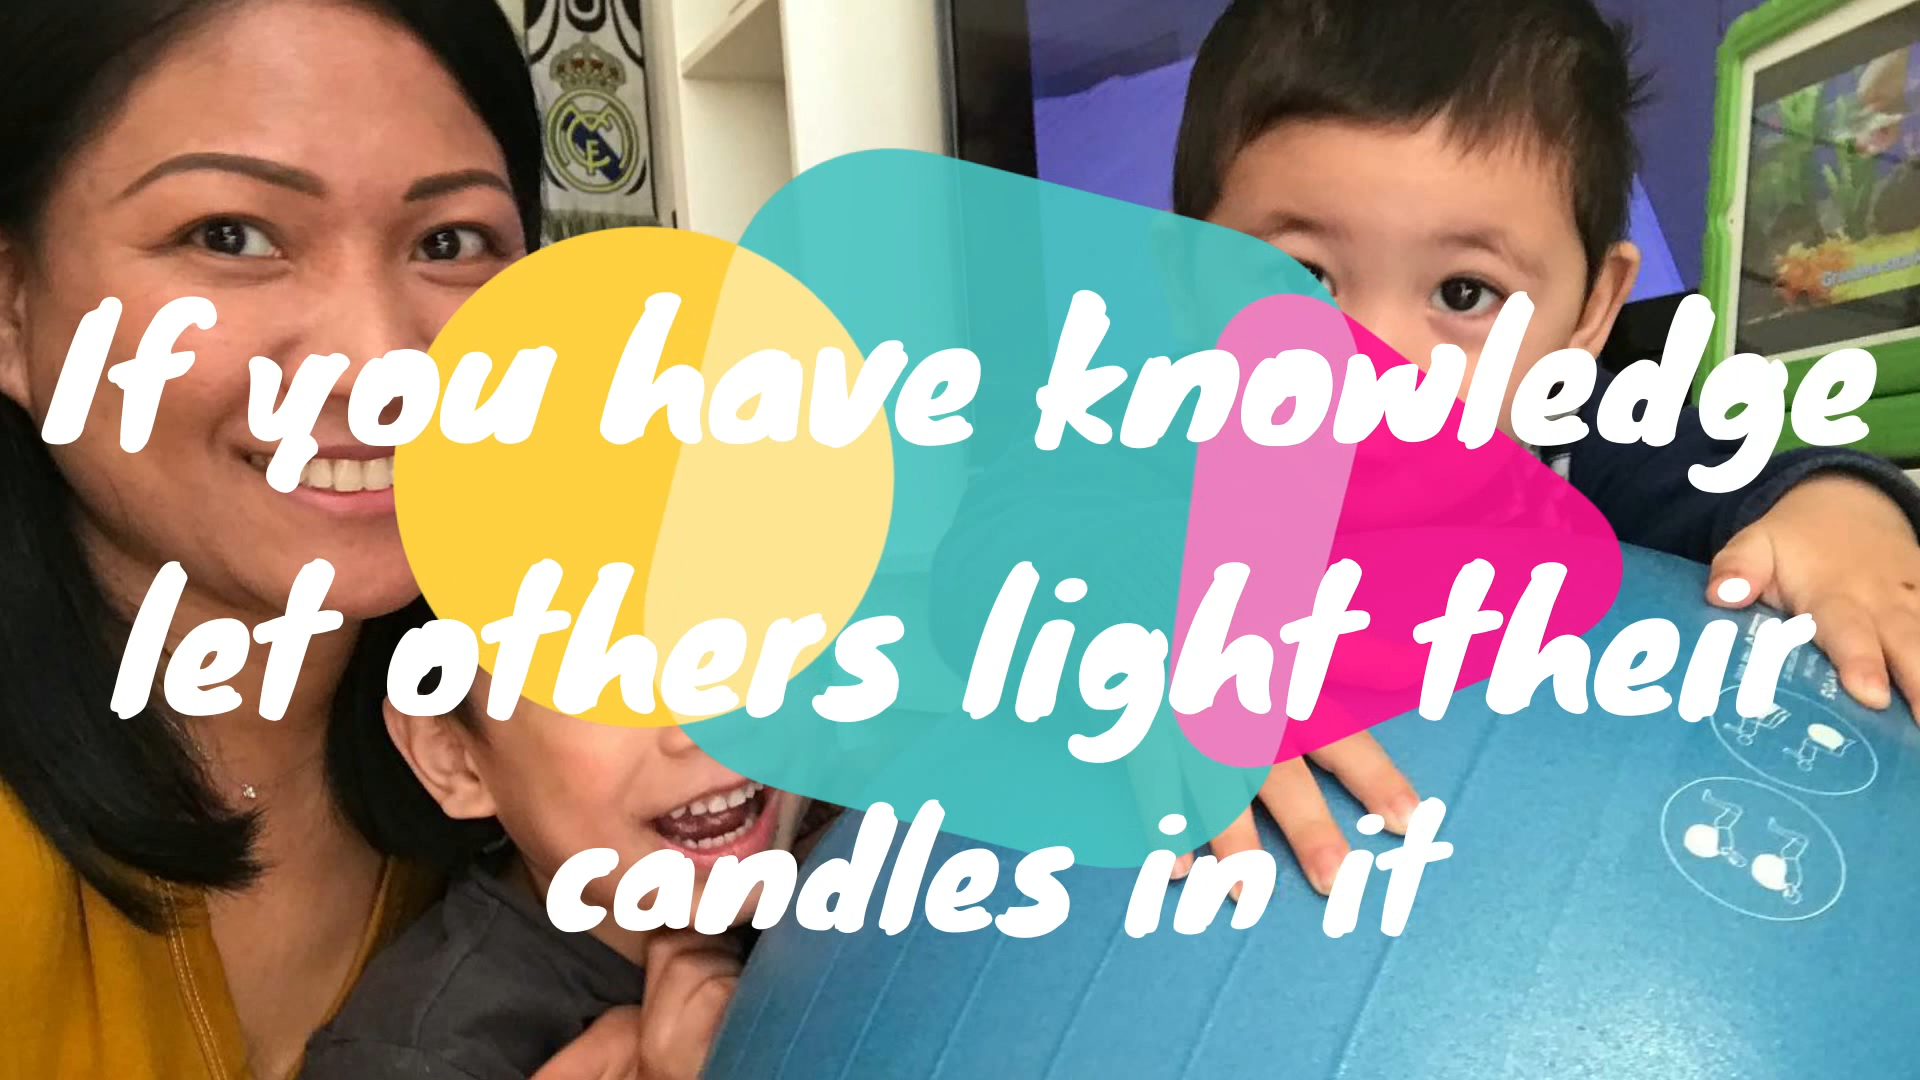 If you have knowledge
let others light their
candles in it